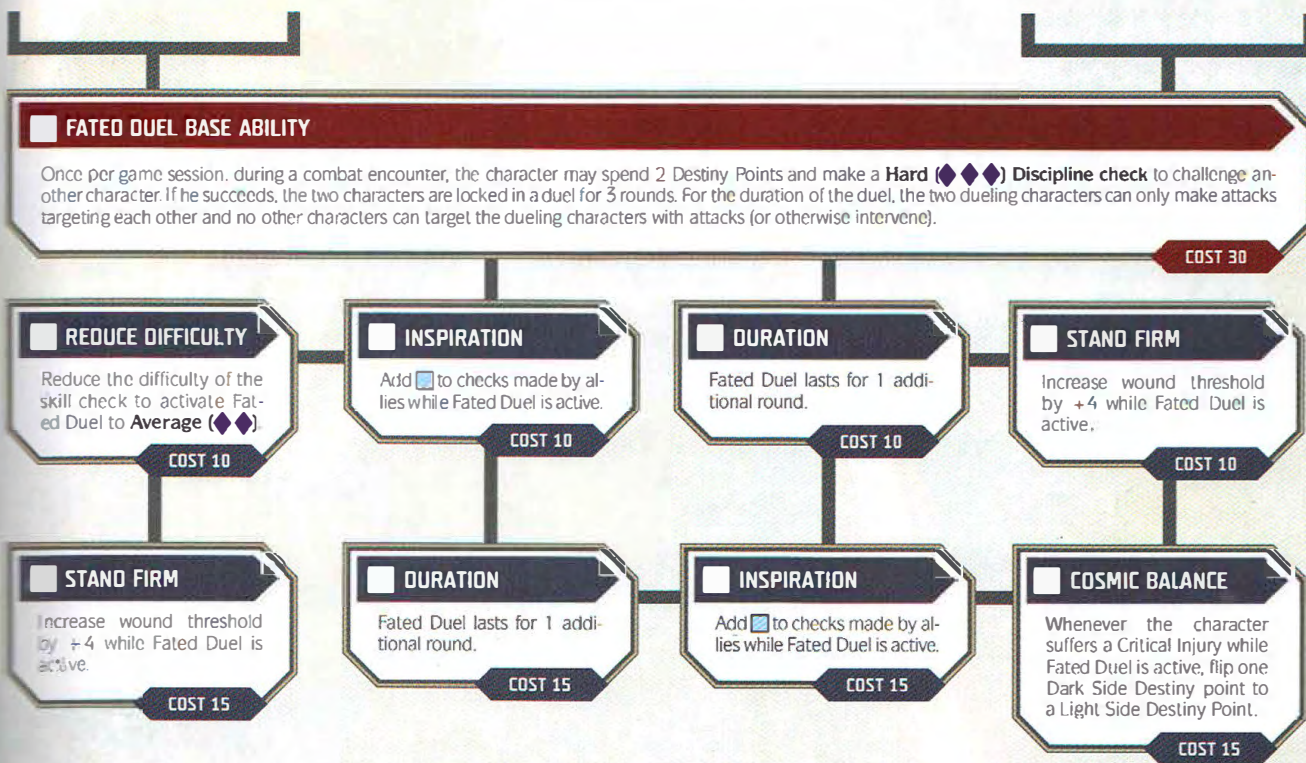 FATED DUEL BASE ABILITY
Once per game session, during a combat encounter, the character may spend 2 Destiny Points and make a Hard (◆◆◆) Discipline check to challenge an-
other character. If he succeeds, the two characters are locked in a duel for 3 rounds. For the duration of the duel, the two dueling characters can only make attacks
targeting each other and no other characters can target the dueling characters with attacks (or otherwise intervene).
COST 30
REDUCE DIFFICULTY
Reduce the difficulty of the
skill check to activate Fat-
ed Duel to Average (◆◆).
COST 10
INSPIRATION
Add to checks made by al-
lies while Fated Duel is active.
COST 10
DURATION
Fated Duel lasts for 1 addi-
tional round.
COST 10
STAND FIRM
Increase wound threshold
by +4 while Fated Duel is
active.
COST 10
STAND FIRM
Increase wound threshold
by +4 while Fated Duel is
active.
COST 15
DURATION
Fated Duel lasts for 1 addi-
tional round.
COST 15
INSPIRATION
Add to checks made by al-
lies while Fated Duel is active.
COST 15
COSMIC BALANCE
Whenever the character
suffers a Critical Injury while
Fated Duel is active, flip one
Dark Side Destiny point to
a Light Side Destiny Point.
COST 15